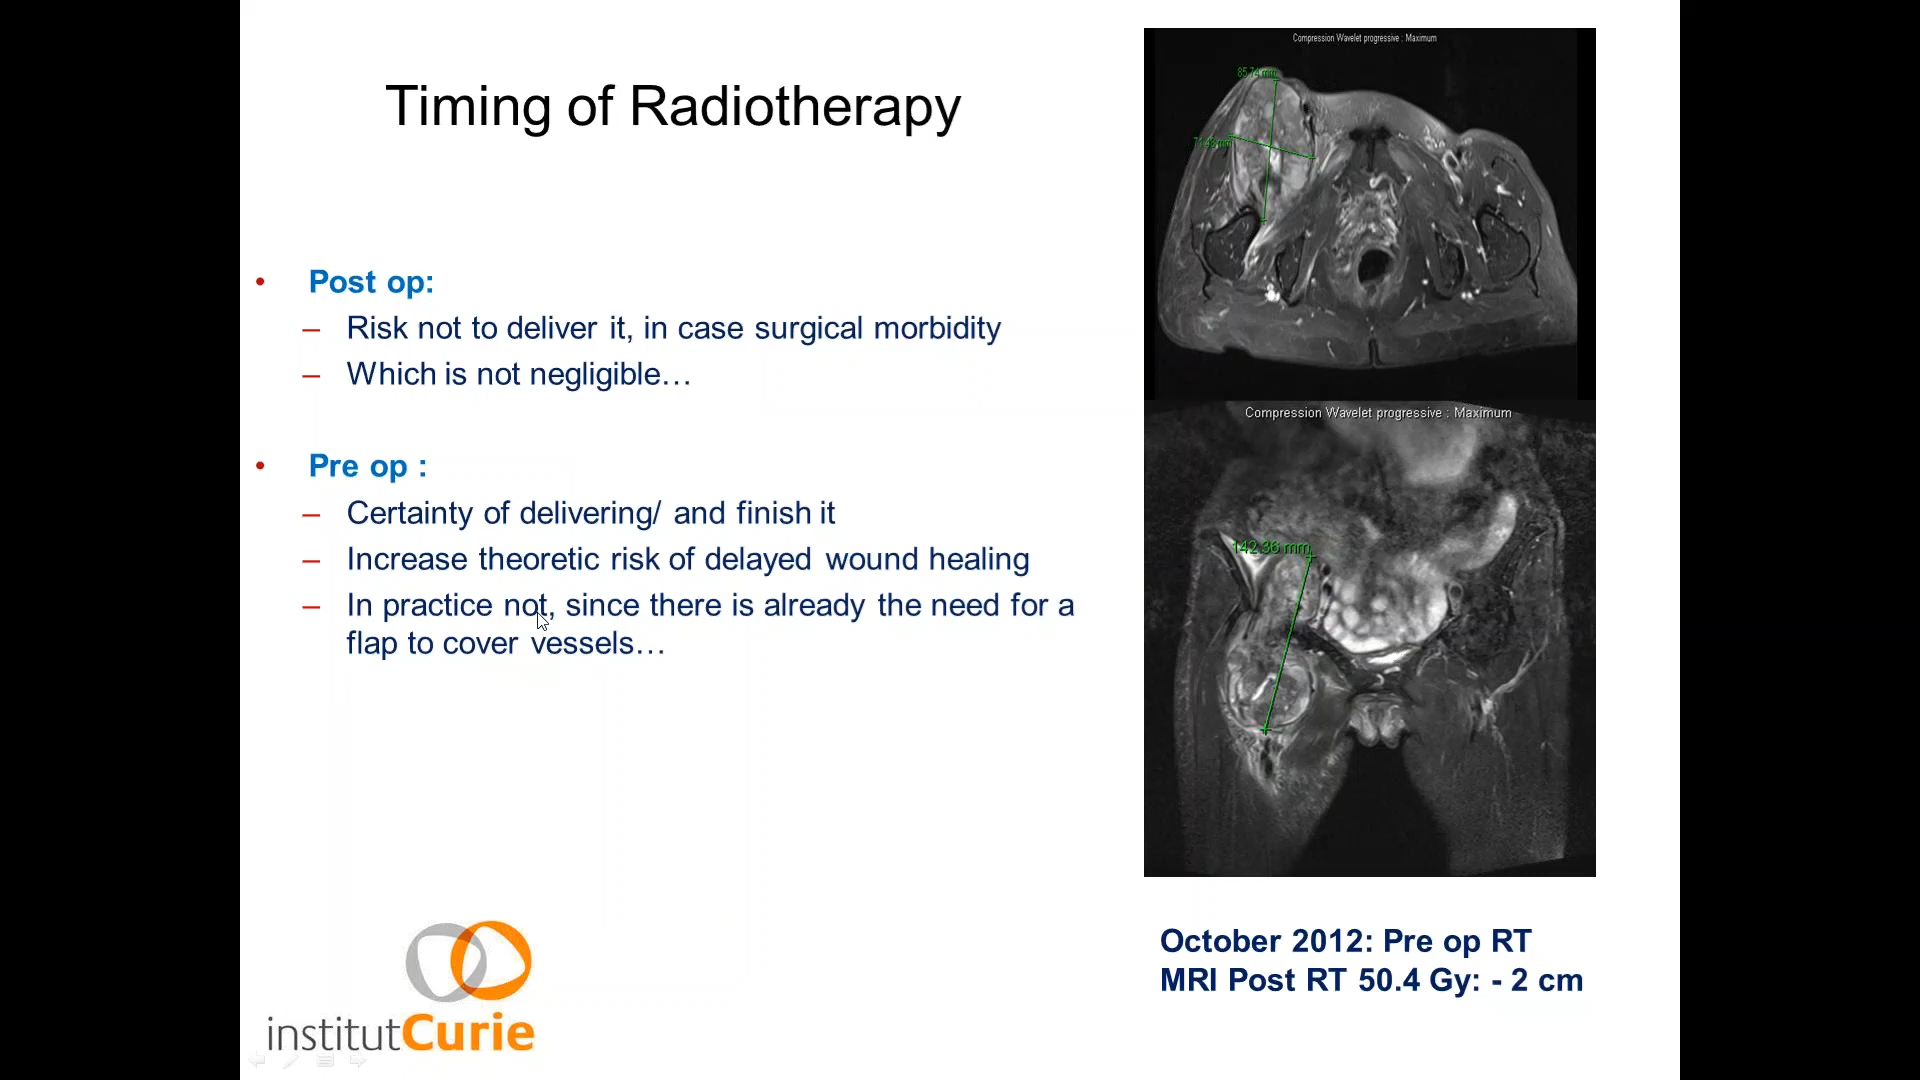 Timing of Radiotherapy
• Post op:
– Risk not to deliver it, in case surgical morbidity
– Which is not negligible…
• Pre op :
– Certainty of delivering/ and finish it
– Increase theoretic risk of delayed wound healing
– In practice not, since there is already the need for a
flap to cover vessels…
institutCurie
Compression Wavelet progressive : Maximum
85.74 mm
Compression Wavelet progressive : Maximum
142.36 mm
October 2012: Pre op RT
MRI Post RT 50.4 Gy: - 2 cm